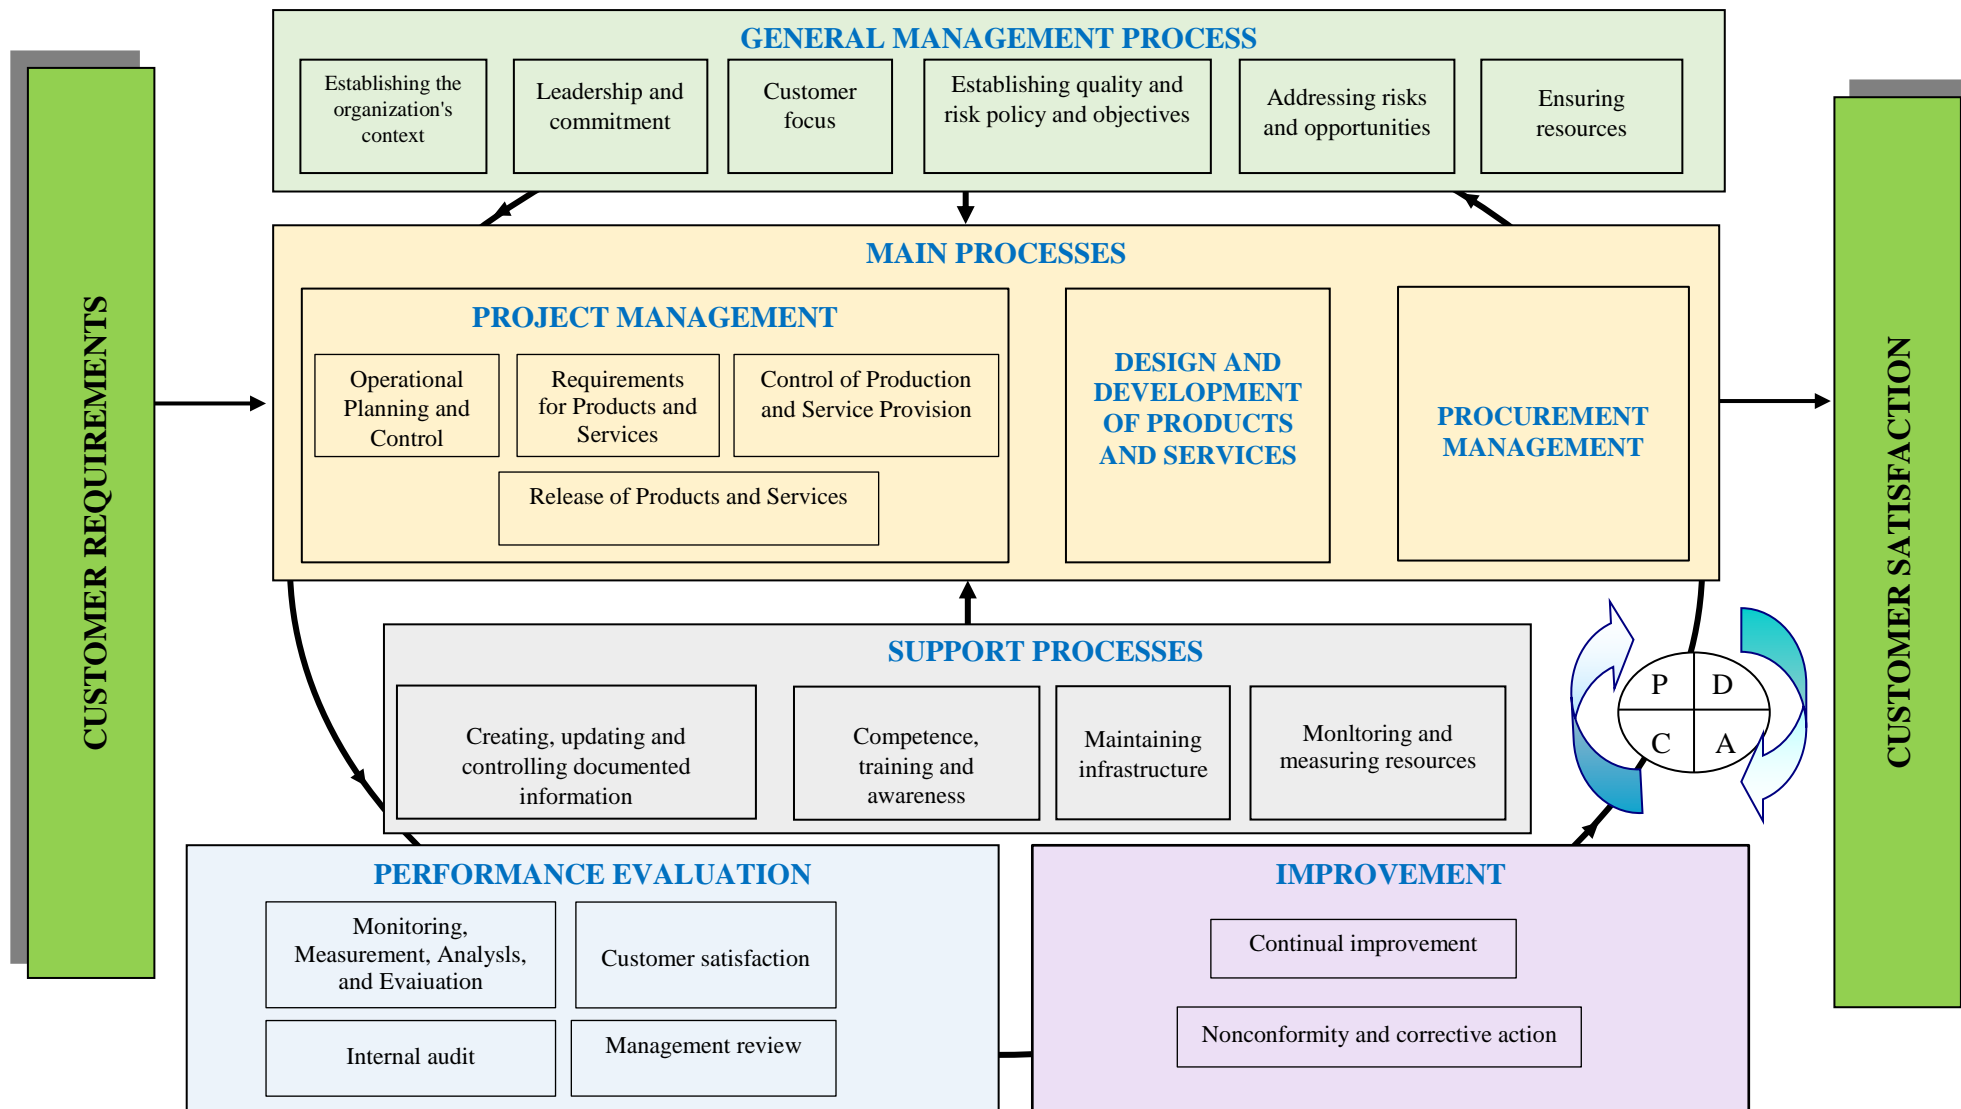 GENERAL MANAGEMENT PROCESS
Establishing the
organization's
context
Leadership and
commitment
Customer
focus
Establishing quality and
risk policy and objectives
Addressing risks
and opportunities
Ensuring
resources
CUSTOMER REQUIREMENTS
MAIN PROCESSES
PROJECT MANAGEMENT
Operational
Planning and
Control
Requirements
for Products and
Services
Control of Production
and Service Provision
Release of Products and Services
DESIGN AND
DEVELOPMENT
OF PRODUCTS
AND SERVICES
PROCUREMENT
MANAGEMENT
CUSTOMER SATISFACTION
SUPPORT PROCESSES
Creating, updating and
controlling documented
information
Competence,
training and
awareness
Maintaining
infrastructure
Monltoring and
measuring resources
P D
C A
PERFORMANCE EVALUATION
Monitoring,
Measurement, Analysls,
and Evaiuation
Customer satisfaction
Internal audit
Management review
IMPROVEMENT
Continual improvement
Nonconformity and corrective action